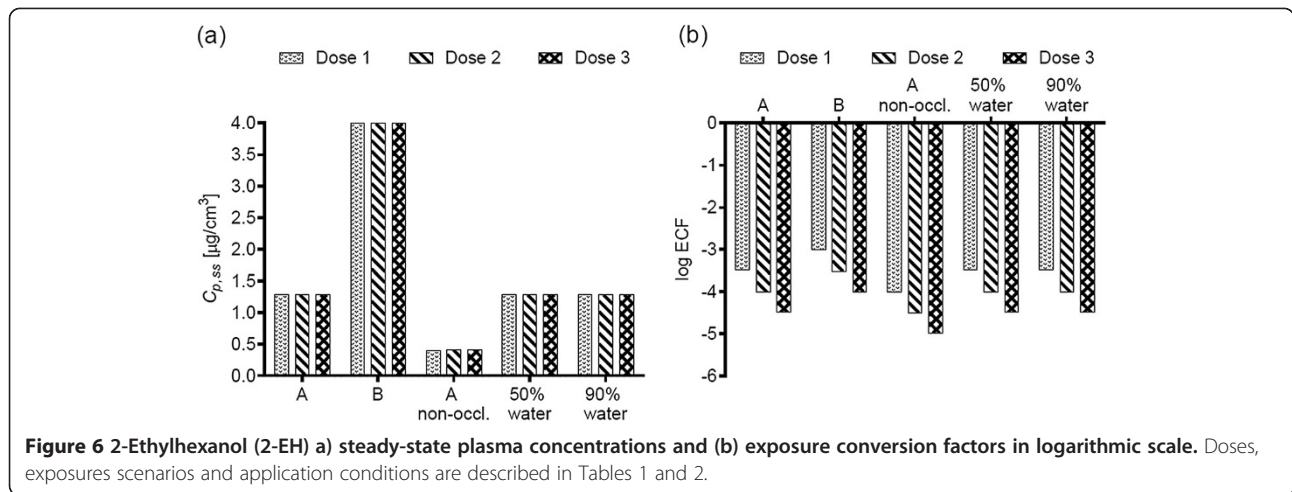 (a)
Dose 1 Dose 2 Dose 3
4.0
3.5
3.0
2.5
2.0
1.5
1.0
0.5
0.0
Cp,ss [µg/cm³]
A B A non-occl. 50% water 90% water
(b)
Dose 1 Dose 2 Dose 3
A B A non-occl. 50% water 90% water
0
-1
-2
-3
-4
-5
-6
log ECF
Figure 6 2-Ethylhexanol (2-EH) a) steady-state plasma concentrations and (b) exposure conversion factors in logarithmic scale. Doses,
exposures scenarios and application conditions are described in Tables 1 and 2.